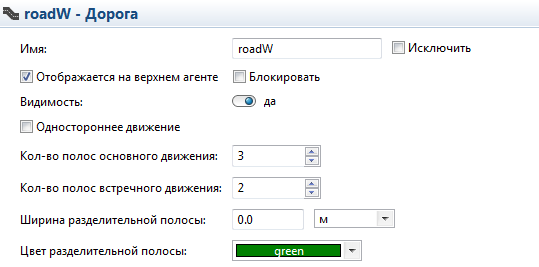 roadW - Дорога
Имя: roadW Исключить
Отображается на верхнем агенте Блокировать
Видимость: да
Одностороннее движение
Кол-во полос основного движения: 3
Кол-во полос встречного движения: 2
Ширина разделительной полосы: 0.0 м
Цвет разделительной полосы: green